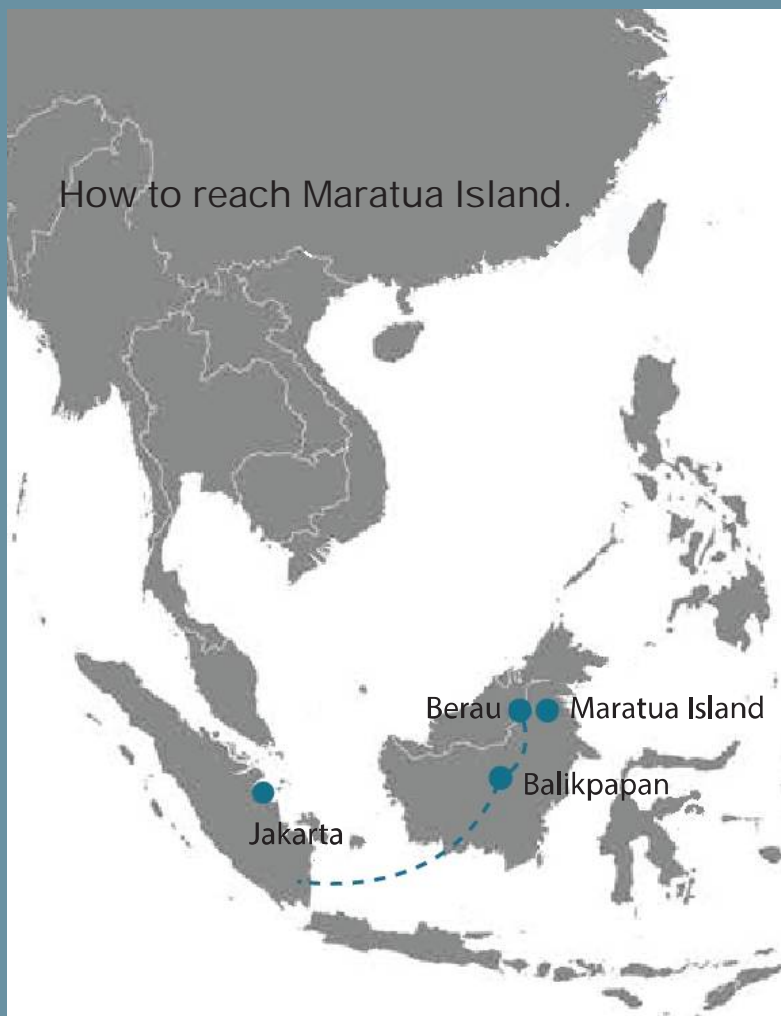 How to reach Maratua Island.
Berau
Maratua Island
Balikpapan
Jakarta